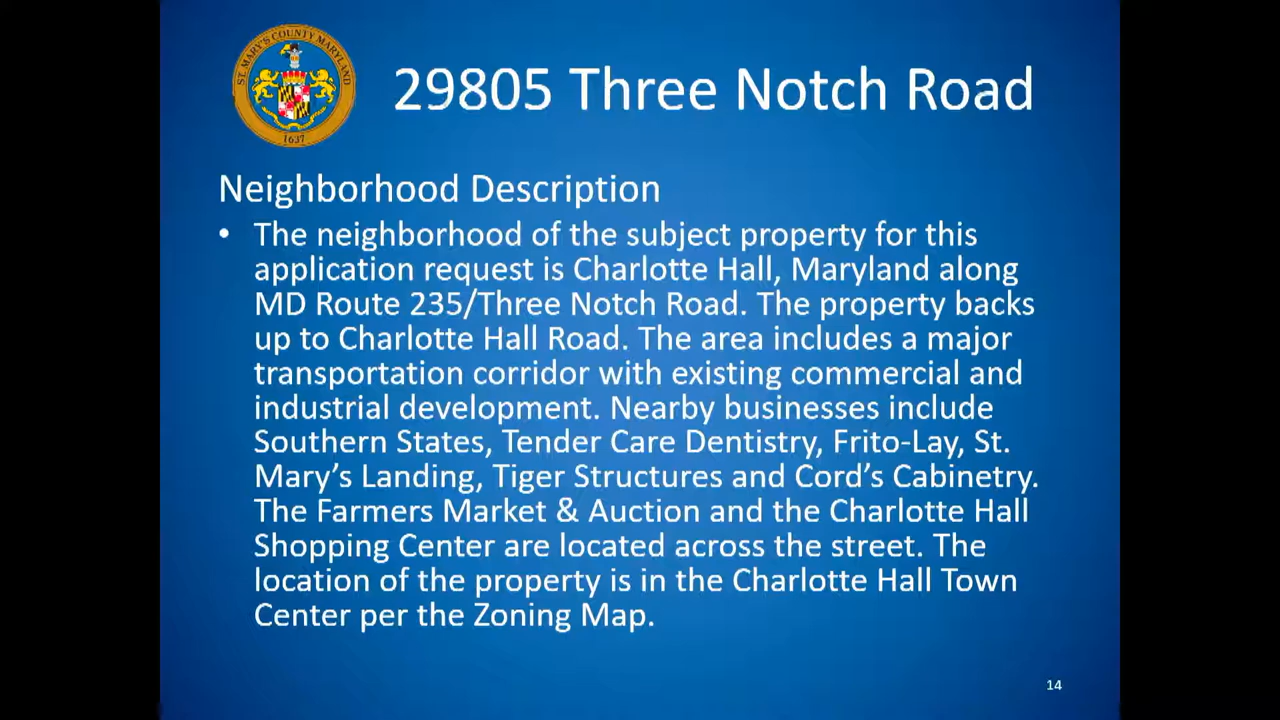 ST. MARY'S COUNTY MARYLAND
1637
29805 Three Notch Road
Neighborhood Description
• The neighborhood of the subject property for this
application request is Charlotte Hall, Maryland along
MD Route 235/Three Notch Road. The property backs
up to Charlotte Hall Road. The area includes a major
transportation corridor with existing commercial and
industrial development. Nearby businesses include
Southern States, Tender Care Dentistry, Frito-Lay, St.
Mary's Landing, Tiger Structures and Cord's Cabinetry.
The Farmers Market & Auction and the Charlotte Hall
Shopping Center are located across the street. The
location of the property is in the Charlotte Hall Town
Center per the Zoning Map.
14